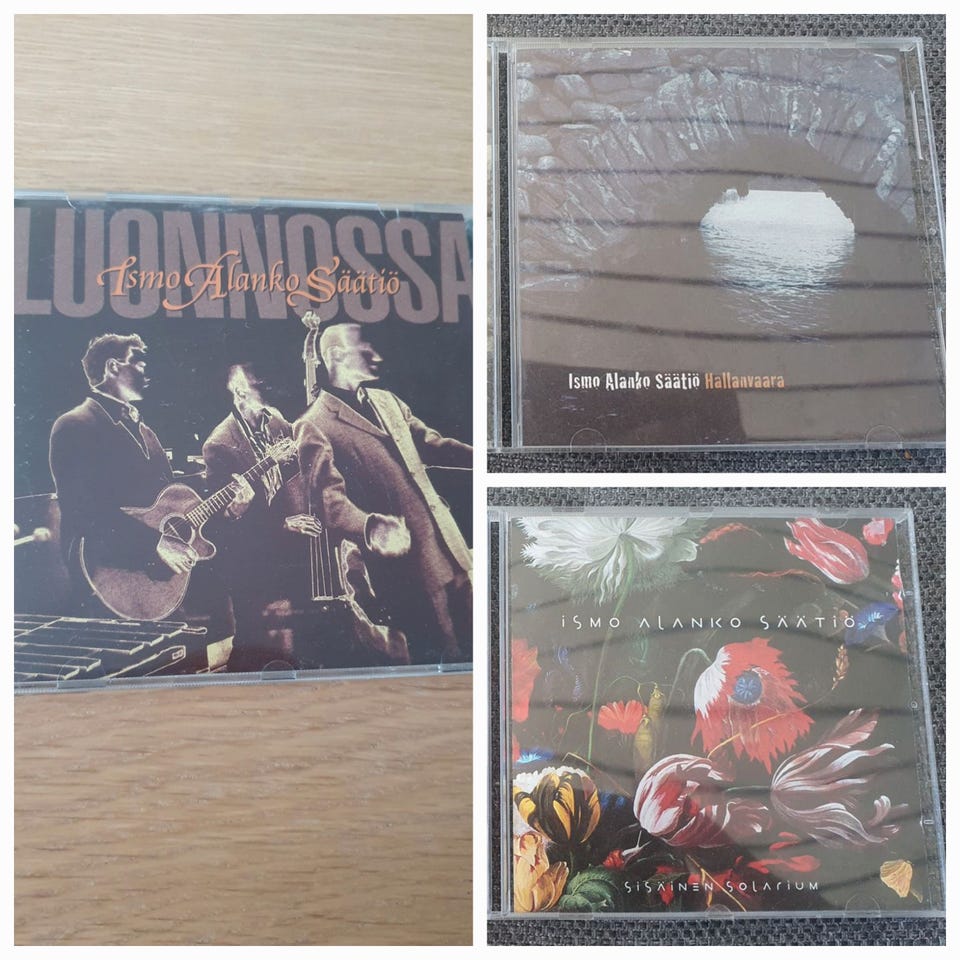 LUONNOSSA
Ismo Alanko Säätiö
Ismo Alanko Säätiö Hallanvaara
iSMO aLaNKO SÄÄTiÖ
SiSÄiNEN SOLarIUM